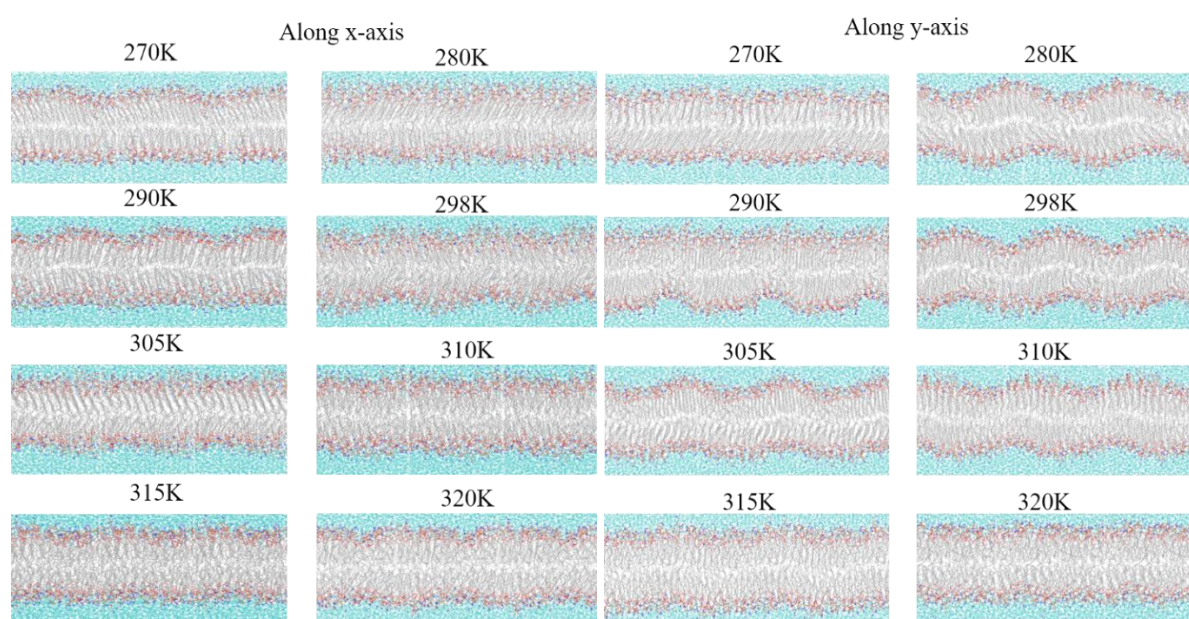 Along x-axis
Along y-axis
270K
280K
270K
280K
290K
298K
290K
298K
305K
310K
305K
310K
315K
320K
315K
320K